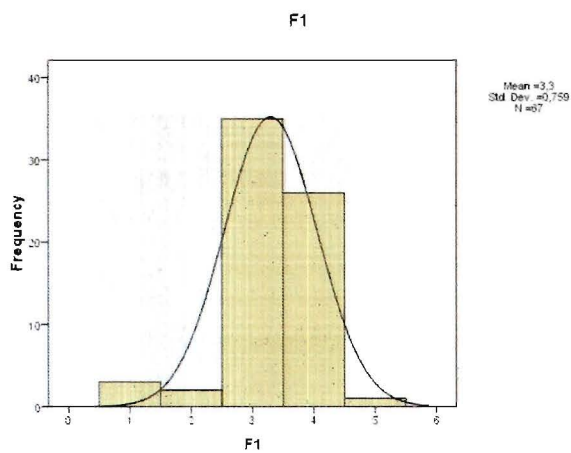 F1
Mean =3,3
Std. Dev. =0,759
N =67
Frequency
40
30
20
10
0
0 1 2 3 4 5 6
F1